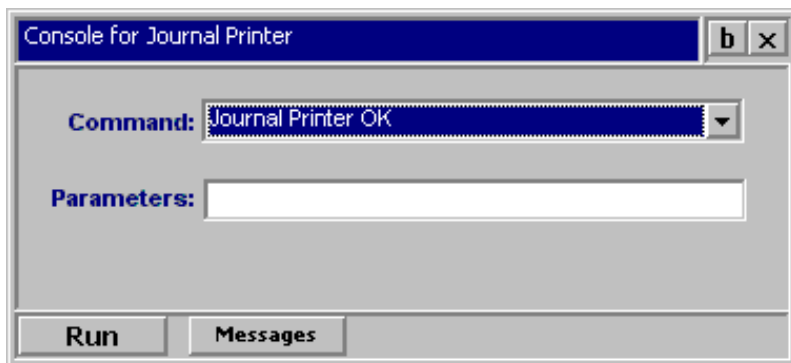 Console for Journal Printer b x
Command: Journal Printer OK
Parameters:
Run Messages